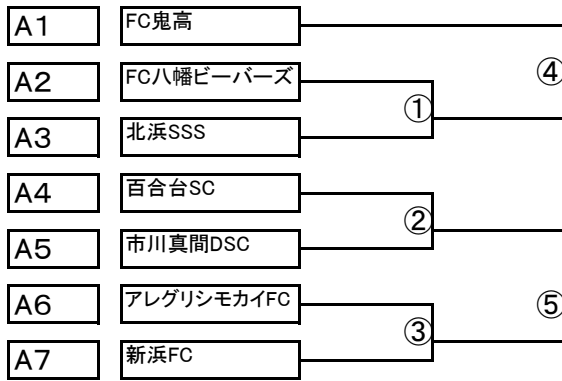 A1 FC鬼高
④
A2 FC八幡ビーバーズ
①
A3 北浜SSS
A4 百合台SC
②
A5 市川真間DSC
A6 アレグリシモカイFC
⑤
③
A7 新浜FC